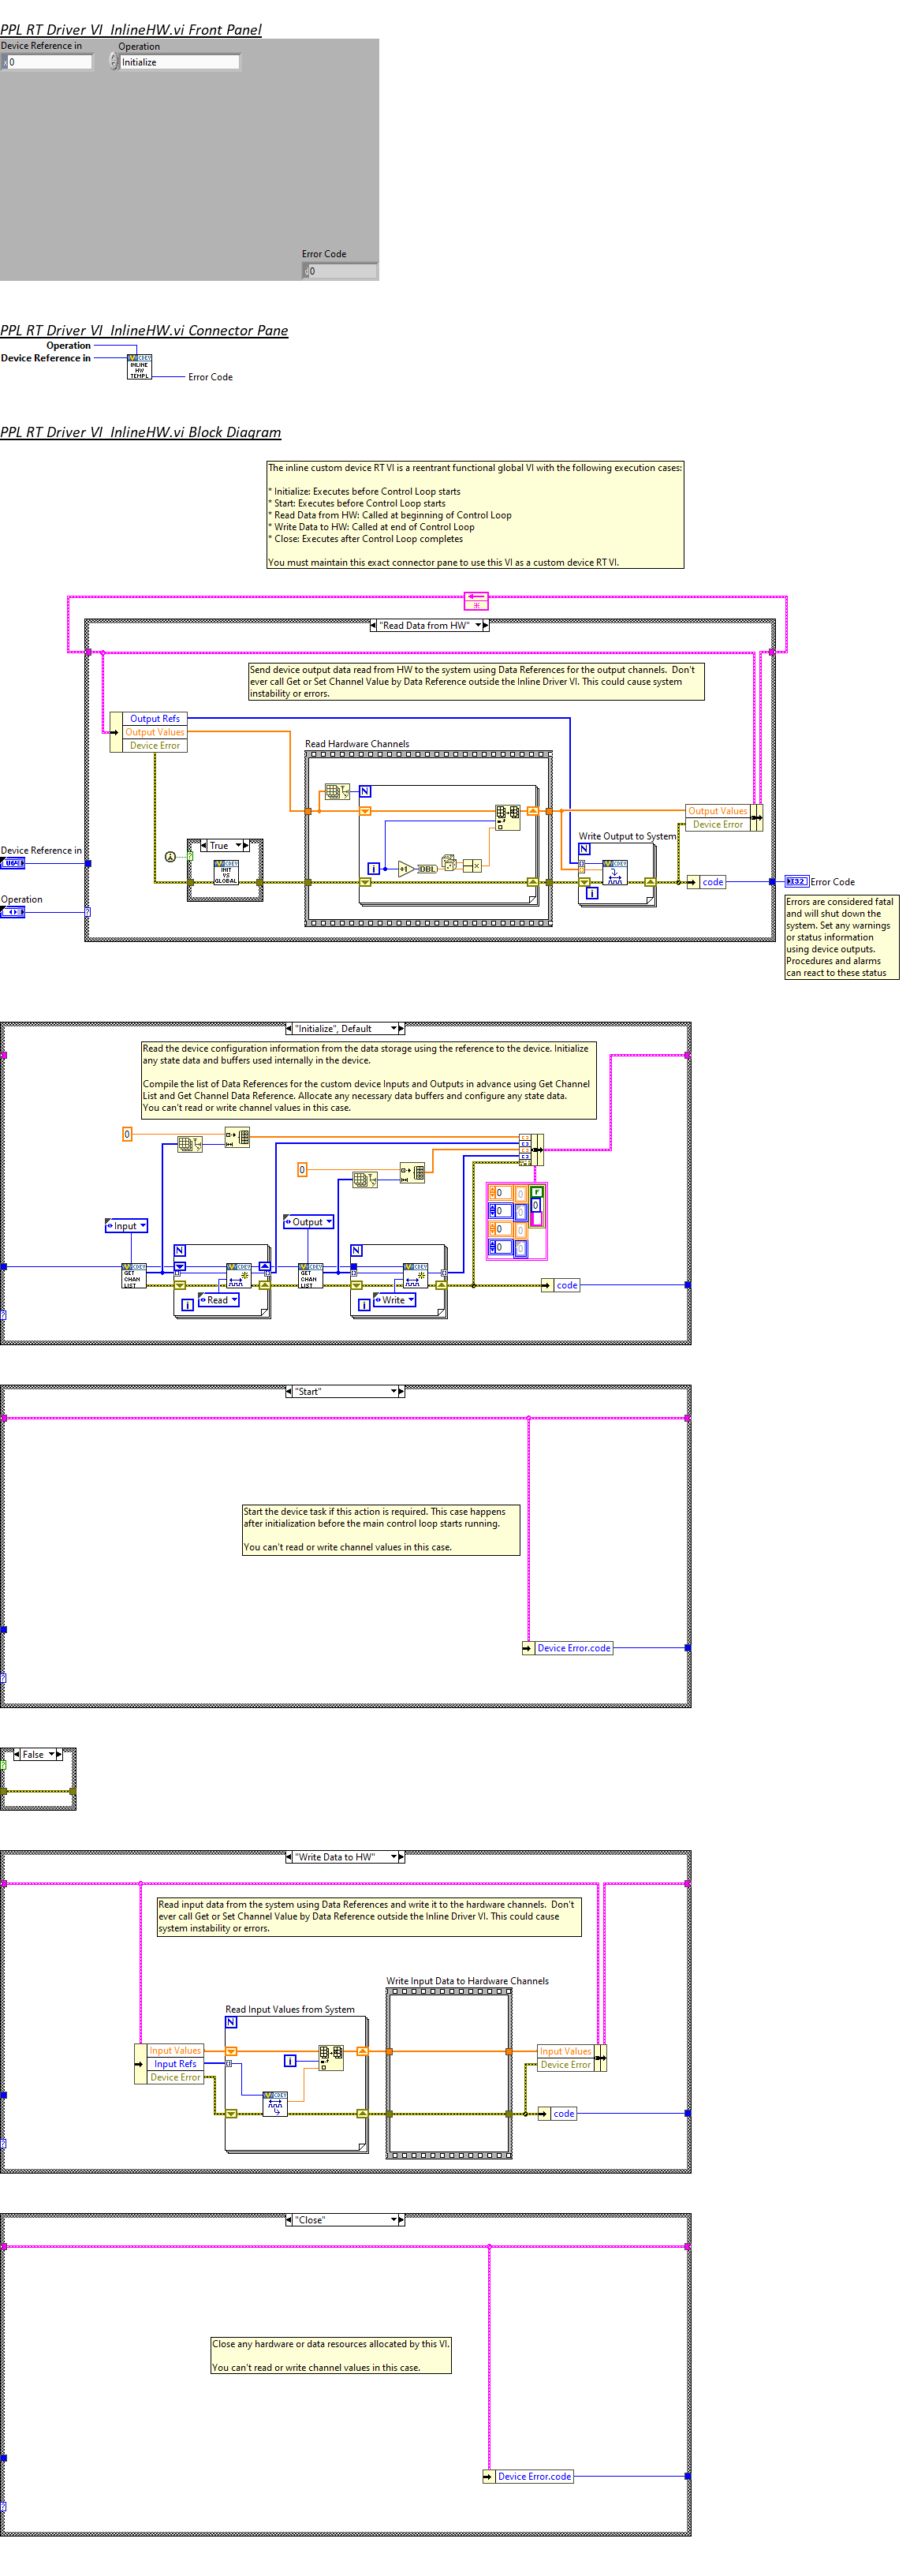 PPL RT Driver VI  InlineHW.vi Front Panel
Device Reference in
Operation
0
Initialize
Error Code
0
PPL RT Driver VI  InlineHW.vi Connector Pane
Operation
Device Reference in
INLINE
HW
TEMPL
Error Code
PPL RT Driver VI  InlineHW.vi Block Diagram
The inline custom device RT VI is a reentrant functional global VI with the following execution cases:
* Initialize: Executes before Control Loop starts
* Start: Executes before Control Loop starts
* Read Data from HW: Called at beginning of Control Loop
* Write Data to HW: Called at end of Control Loop
* Close: Executes after Control Loop completes
You must maintain this exact connector pane to use this VI as a custom device RT VI.
"Read Data from HW"
Send device output data read from HW to the system using Data References for the output channels.  Don't
ever call Get or Set Channel Value by Data Reference outside the Inline Driver VI. This could cause system
instability or errors.
Output Refs
Output Values
Device Error
Read Hardware Channels
N
Output Values
Device Error
Write Output to System
N
True
INIT
VS
GLOBAL
i
+1
DBL
x
i
code
Device Reference in
U64
Operation
I32
Error Code
Errors are considered fatal
and will shut down the
system. Set any warnings
or status information
using device outputs.
Procedures and alarms
can react to these status
"Initialize", Default
Read the device configuration information from the data storage using the reference to the device. Initialize
any state data and buffers used internally in the device.
Compile the list of Data References for the custom device Inputs and Outputs in advance using Get Channel
List and Get Channel Data Reference. Allocate any necessary data buffers and configure any state data.
You can't read or write channel values in this case.
0
0
0
0
0
0
0
0
0
0
0
Input
Output
N
N
GET
CHAN
LIST
GET
CHAN
LIST
i
Read
i
Write
code
"Start"
Start the device task if this action is required. This case happens
after initialization before the main control loop starts running.
You can't read or write channel values in this case.
Device Error.code
False
"Write Data to HW"
Read input data from the system using Data References and write it to the hardware channels.  Don't
ever call Get or Set Channel Value by Data Reference outside the Inline Driver VI. This could cause
system instability or errors.
Write Input Data to Hardware Channels
Read Input Values from System
N
Input Values
Input Refs
Device Error
i
Input Values
Device Error
code
"Close"
Close any hardware or data resources allocated by this VI.
You can't read or write channel values in this case.
Device Error.code